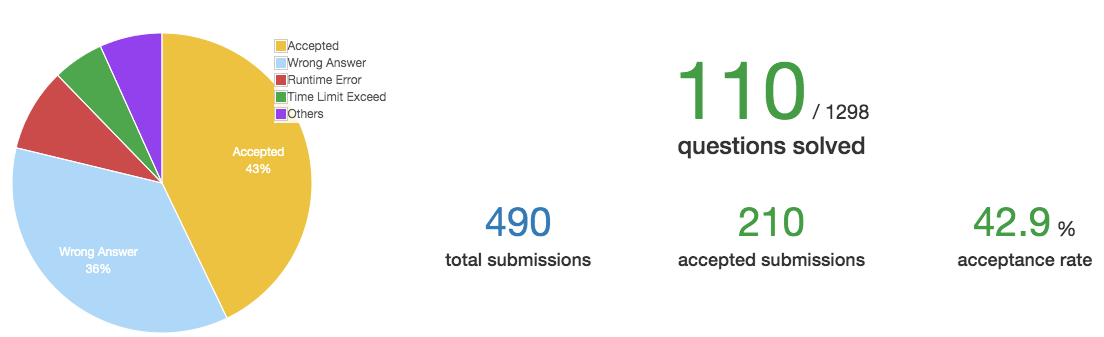 Accepted
Wrong Answer
Runtime Error
Time Limit Exceed
Others
Accepted
43%
Wrong Answer
36%
110 / 1298
questions solved
490
total submissions
210
accepted submissions
42.9 %
acceptance rate